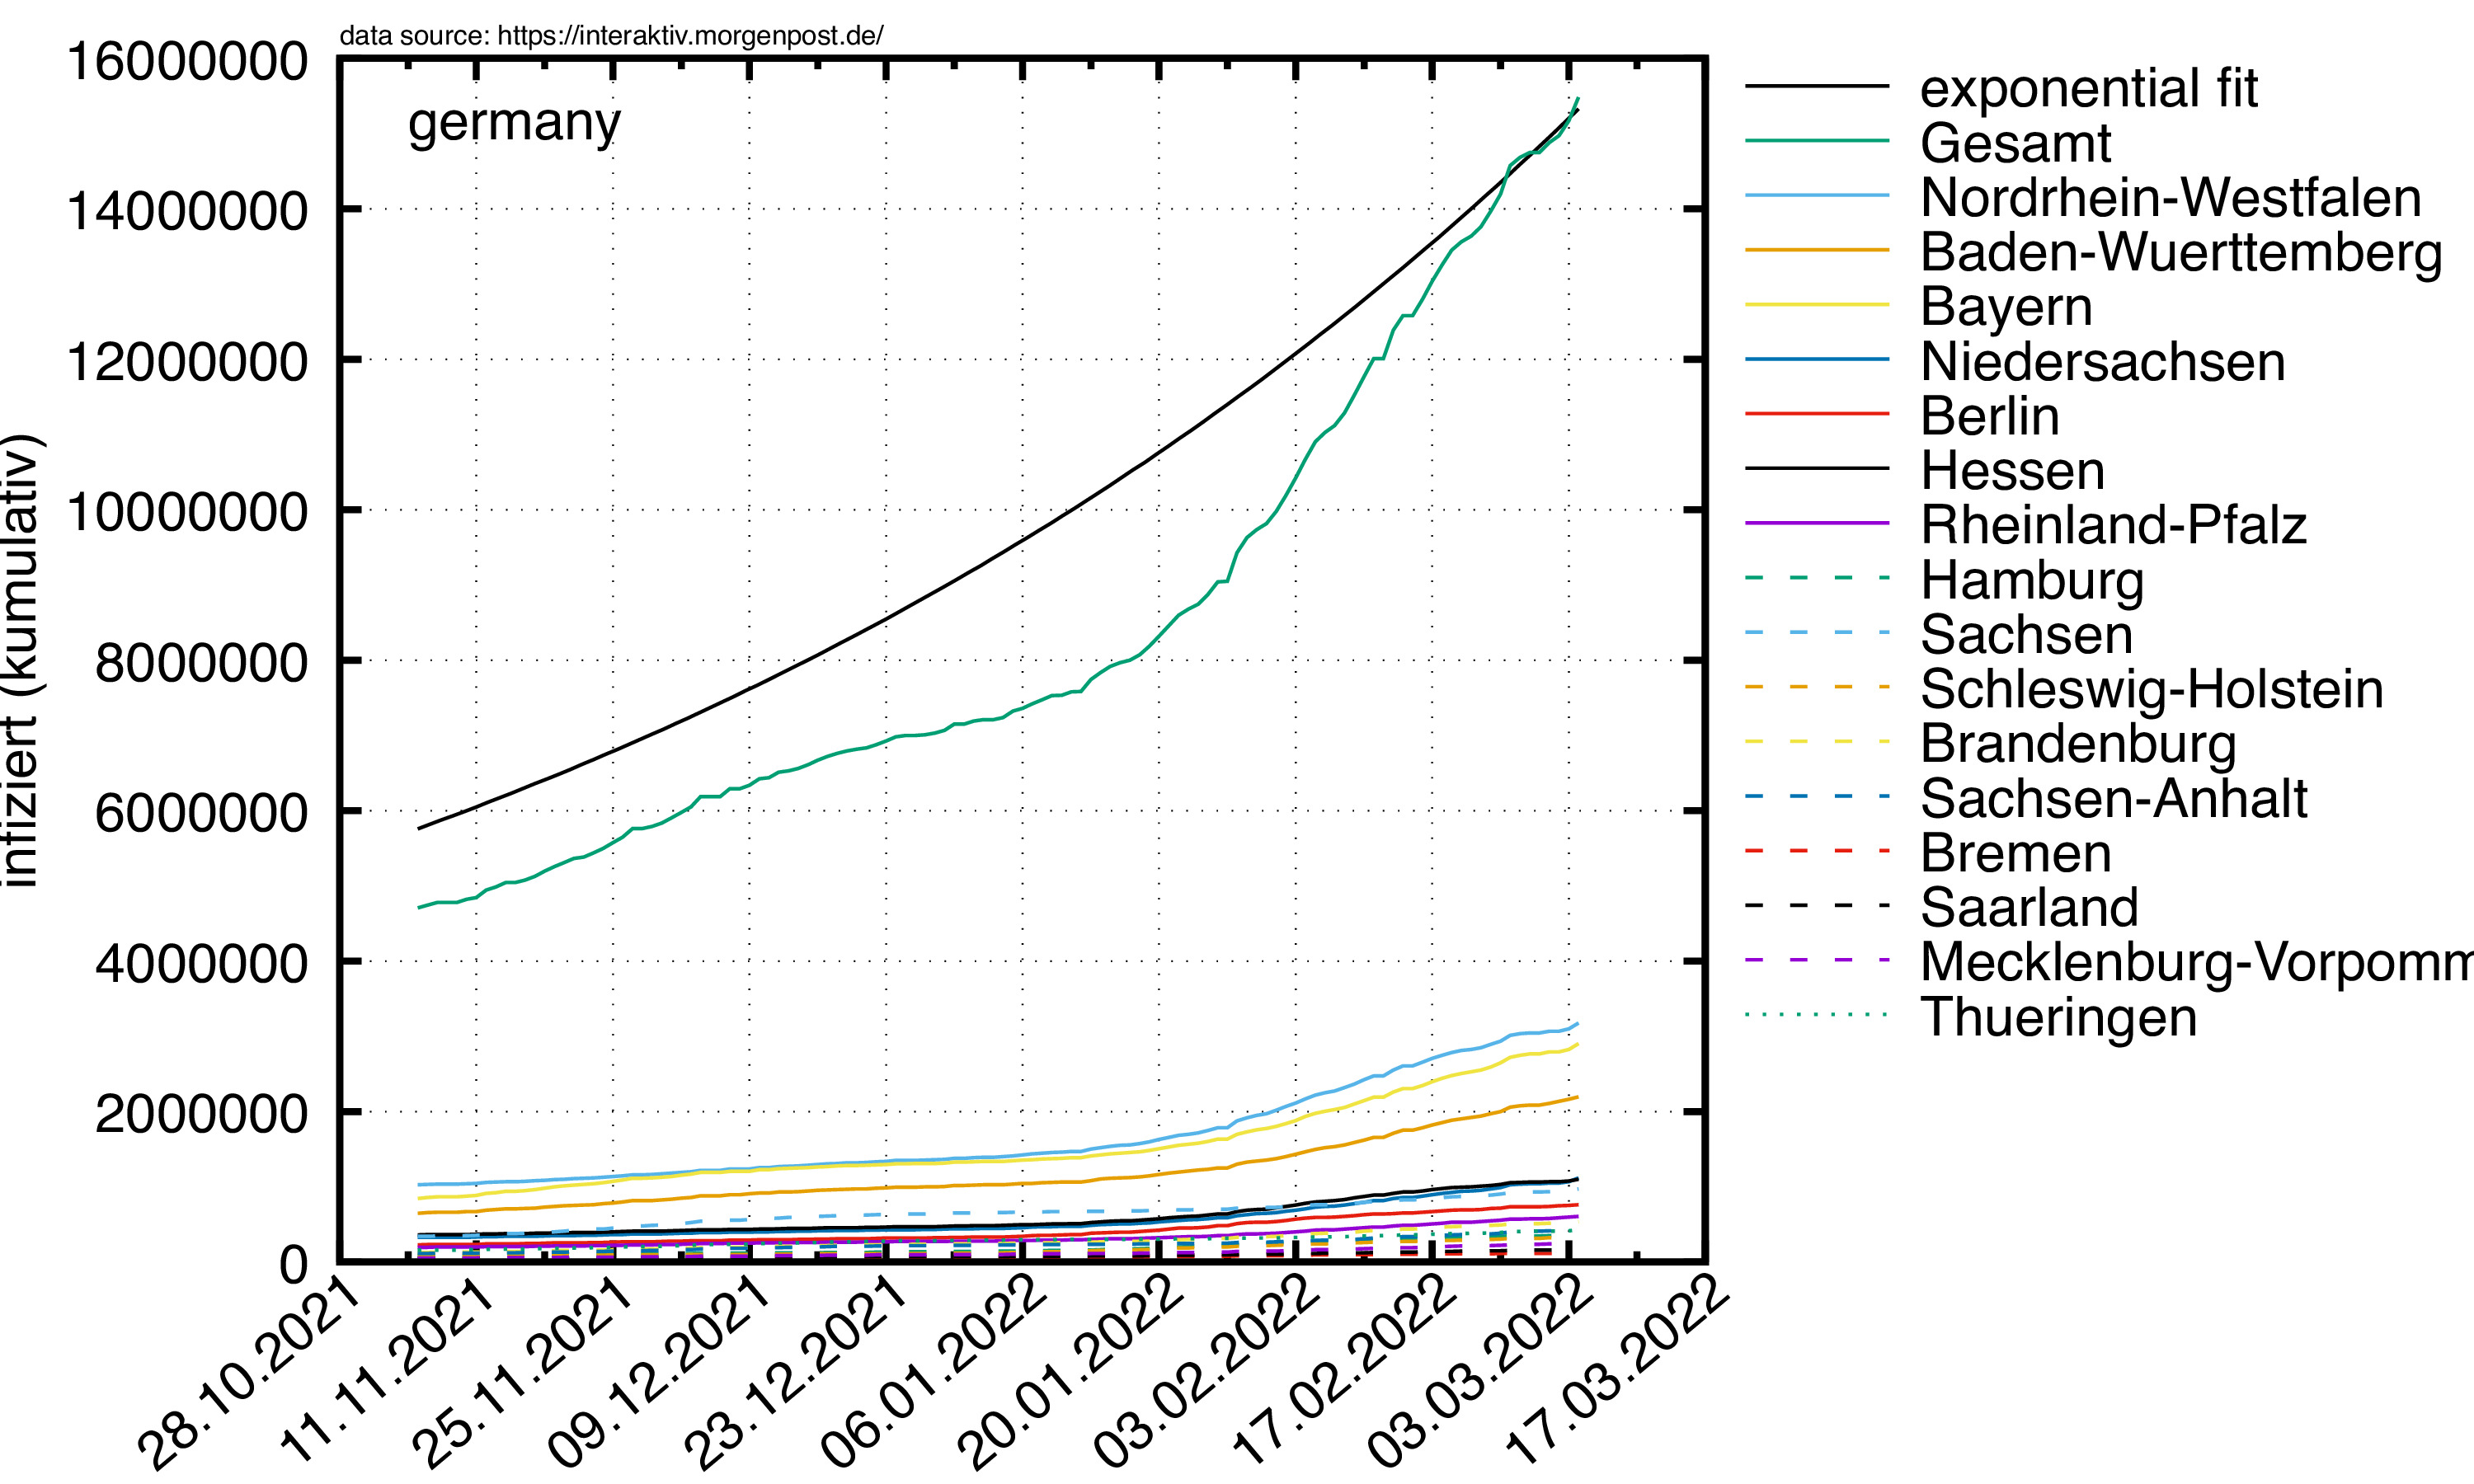 data source: https://interaktiv.morgenpost.de/
germany
infiziert (kumulativ)
16000000
14000000
12000000
10000000
8000000
6000000
4000000
2000000
0
28.10.2021
11.11.2021
25.11.2021
09.12.2021
23.12.2021
06.01.2022
20.01.2022
03.02.2022
17.02.2022
03.03.2022
17.03.2022
exponential fit
Gesamt
Nordrhein-Westfalen
Baden-Wuerttemberg
Bayern
Niedersachsen
Berlin
Hessen
Rheinland-Pfalz
Hamburg
Sachsen
Schleswig-Holstein
Brandenburg
Sachsen-Anhalt
Bremen
Saarland
Mecklenburg-Vorpomm
Thueringen